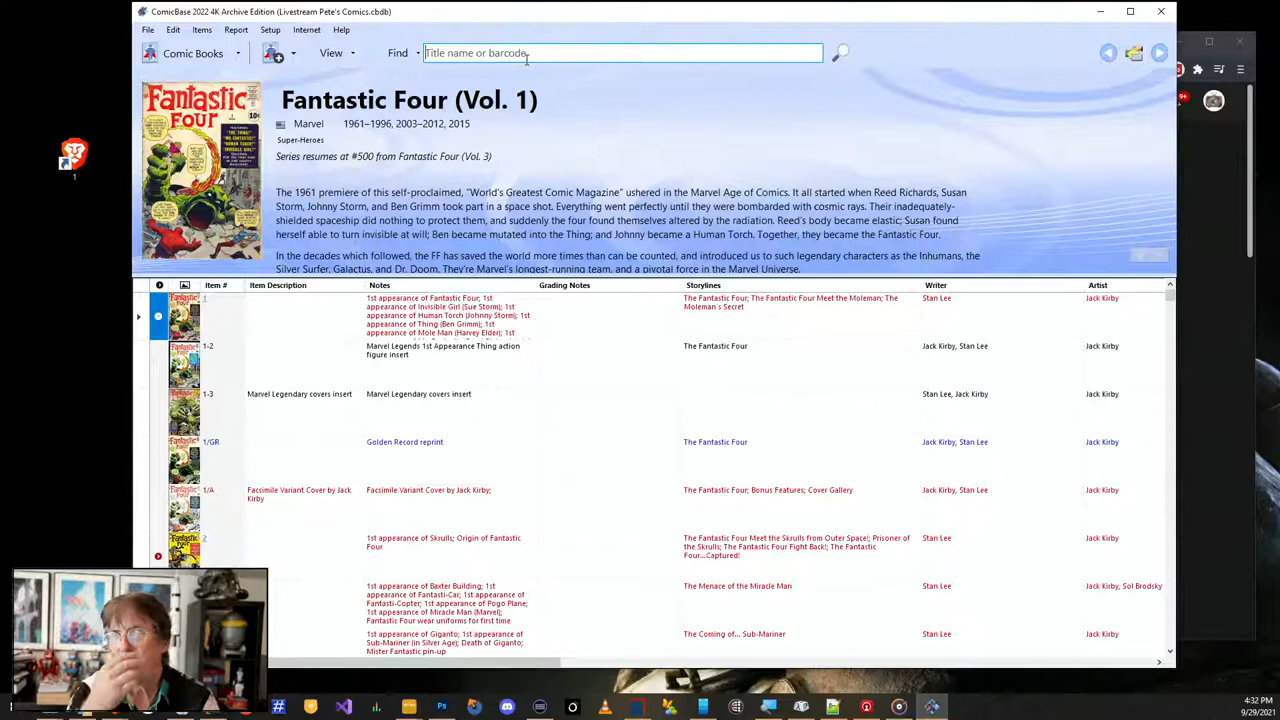 ComicBase 2022 4K Archive Edition (Livestream Pete's Comics.cbdb)
File Edit Items Report Setup Internet Help
Comic Books View Find Title name or barcode
Fantastic Four (Vol. 1)
Marvel 1961–1996, 2003–2012, 2015
Super-Heroes
Series resumes at #500 from Fantastic Four (Vol. 3)
The 1961 premiere of this self-proclaimed, "World's Greatest Comic Magazine" ushered in the Marvel Age of Comics. It all started when Reed Richards, Susan
Storm, Johnny Storm, and Ben Grimm took part in a space shot. Everything went perfectly until they were bombarded with cosmic rays. Their inadequately-
shielded spaceship did nothing to protect them, and suddenly the four found themselves altered by the radiation. Reed's body became elastic; Susan found
herself able to turn invisible at will; Ben became mutated into the Thing; and Johnny became a Human Torch. Together, they became the Fantastic Four.
In the decades which followed, the FF has saved the world more times than can be counted, and introduced us to such legendary characters as the Inhumans, the
Silver Surfer, Galactus, and Dr. Doom. They're Marvel's longest-running team, and a pivotal force in the Marvel Universe.
Fantastic
Four
10¢
Item # Item Description Notes Grading Notes Storylines Writer Artist
1
1st appearance of Fantastic Four; 1st
appearance of Invisible Girl (Sue Storm); 1st
appearance of Human Torch (Johnny Storm); 1st
appearance of Thing (Ben Grimm); 1st
appearance of Mole Man (Harvey Elder); 1st
The Fantastic Four; The Fantastic Four Meet the Moleman; The
Moleman's Secret
Stan Lee
Jack Kirby
1-2
Marvel Legends 1st Appearance Thing action
figure insert
The Fantastic Four
Jack Kirby, Stan Lee
Jack Kirby
1-3
Marvel Legendary covers insert
Marvel Legendary covers insert
Stan Lee, Jack Kirby
Jack Kirby
1/GR
Golden Record reprint
The Fantastic Four
Jack Kirby, Stan Lee
Jack Kirby
1/A
Facsimile Variant Cover by Jack
Kirby
Facsimile Variant Cover by Jack Kirby;
The Fantastic Four; Bonus Features; Cover Gallery
Jack Kirby, Stan Lee
Jack Kirby
2
1st appearance of Skrulls; Origin of Fantastic
Four
The Fantastic Four Meet the Skrulls from Outer Space!; Prisoner of
the Skrulls; The Fantastic Four Fight Back!; The Fantastic
Four...Captured!
Stan Lee
Jack Kirby
1st appearance of Baxter Building; 1st
appearance of Fantasti-Car; 1st appearance of
Fantasti-Copter; 1st appearance of Pogo Plane;
1st appearance of Miracle Man (Marvel);
Fantastic Four wear uniforms for first time
The Menace of the Miracle Man
Stan Lee
Jack Kirby, Sol Brodsky
1st appearance of Giganto; 1st appearance of
Sub-Mariner (in Silver Age); Death of Giganto;
Mister Fantastic pin-up
The Coming of... Sub-Mariner
Stan Lee
Jack Kirby
1
9+
4:32 PM
9/29/2021